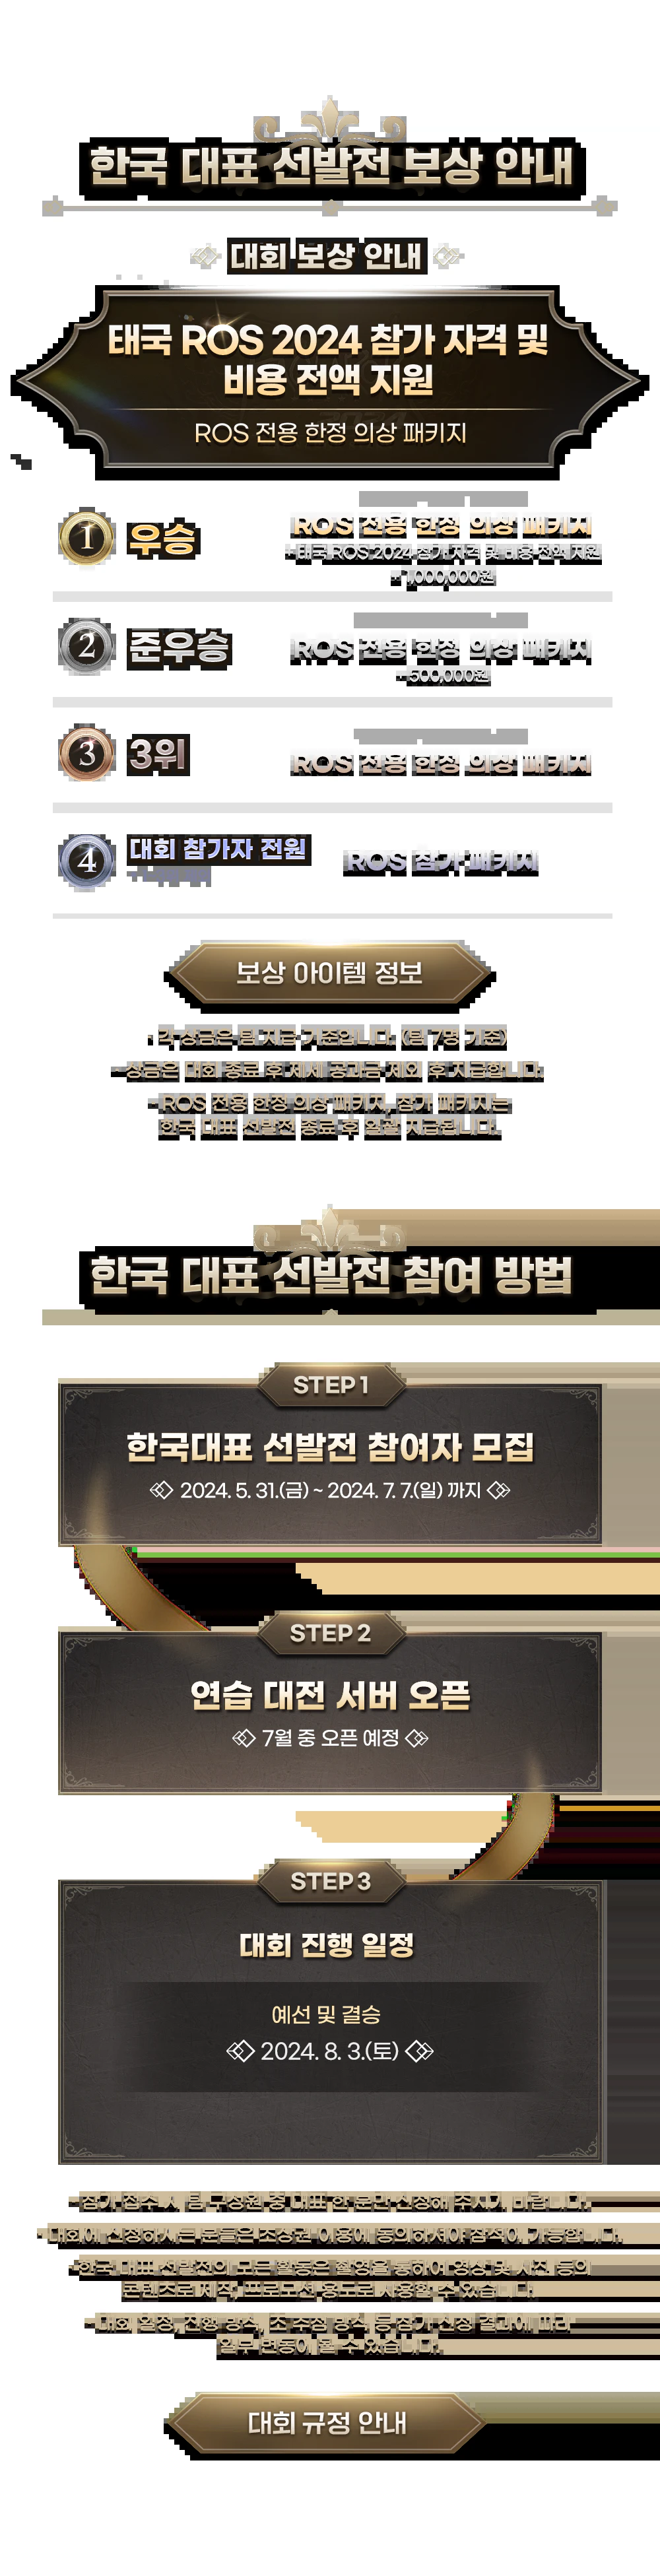 한국 대표 선발전 보상 안내
대회 보상 안내
태국 ROS 2024 참가 자격 및
비용 전액 지원
ROS 전용 한정 의상 패키지
1 우승
ROS 전용 한정 의상 패키지
+ 태국 ROS 2024 참가 자격 및 비용 전액 지원
+ 1,000,000원
2 준우승
ROS 전용 한정 의상 패키지
+ 500,000원
3 3위
ROS 전용 한정 의상 패키지
4 대회 참가자 전원
ROS 참가 패키지
보상 아이템 정보
- 각 상금은 팀 지급 기준입니다. (팀 7명 기준)
- 상금은 대회 종료 후 제세 공과금 제외 후 지급합니다.
- ROS 전용 한정 의상 패키지, 참가 패키지는
한국 대표 선발전 종료 후 일괄 지급됩니다.
한국 대표 선발전 참여 방법
STEP 1
한국대표 선발전 참여자 모집
2024. 5. 31.(금) ~ 2024. 7. 7.(일) 까지
STEP 2
연습 대전 서버 오픈
7월 중 오픈 예정
STEP 3
대회 진행 일정
예선 및 결승
2024. 8. 3.(토)
- 참가 접수 시 팀 구성원 중 대표 한 분만 신청해 주시기 바랍니다.
- 대회에 신청하시는 분들은 초상권 이용에 동의하셔야 참석이 가능합니다.
- 한국 대표 선발전의 모든 활동은 촬영을 통하여 영상 및 사진 등의
콘텐츠로 제작, 프로모션 용도로 사용할 수 있습니다.
- 대회 일정, 진행 방식, 조 추첨 방식 등 참가 신청 결과에 따라
일부 변동이 될 수 있습니다.
대회 규정 안내